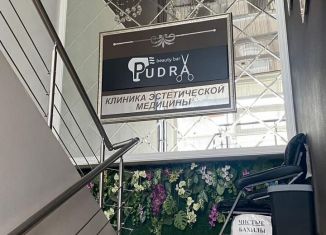 beauty bar
PUDRA
КЛИНИКА ЭСТЕТИЧЕСКОЙ
МЕДИЦИНЫ
ЧИСТЫЕ
БАХИЛЫ